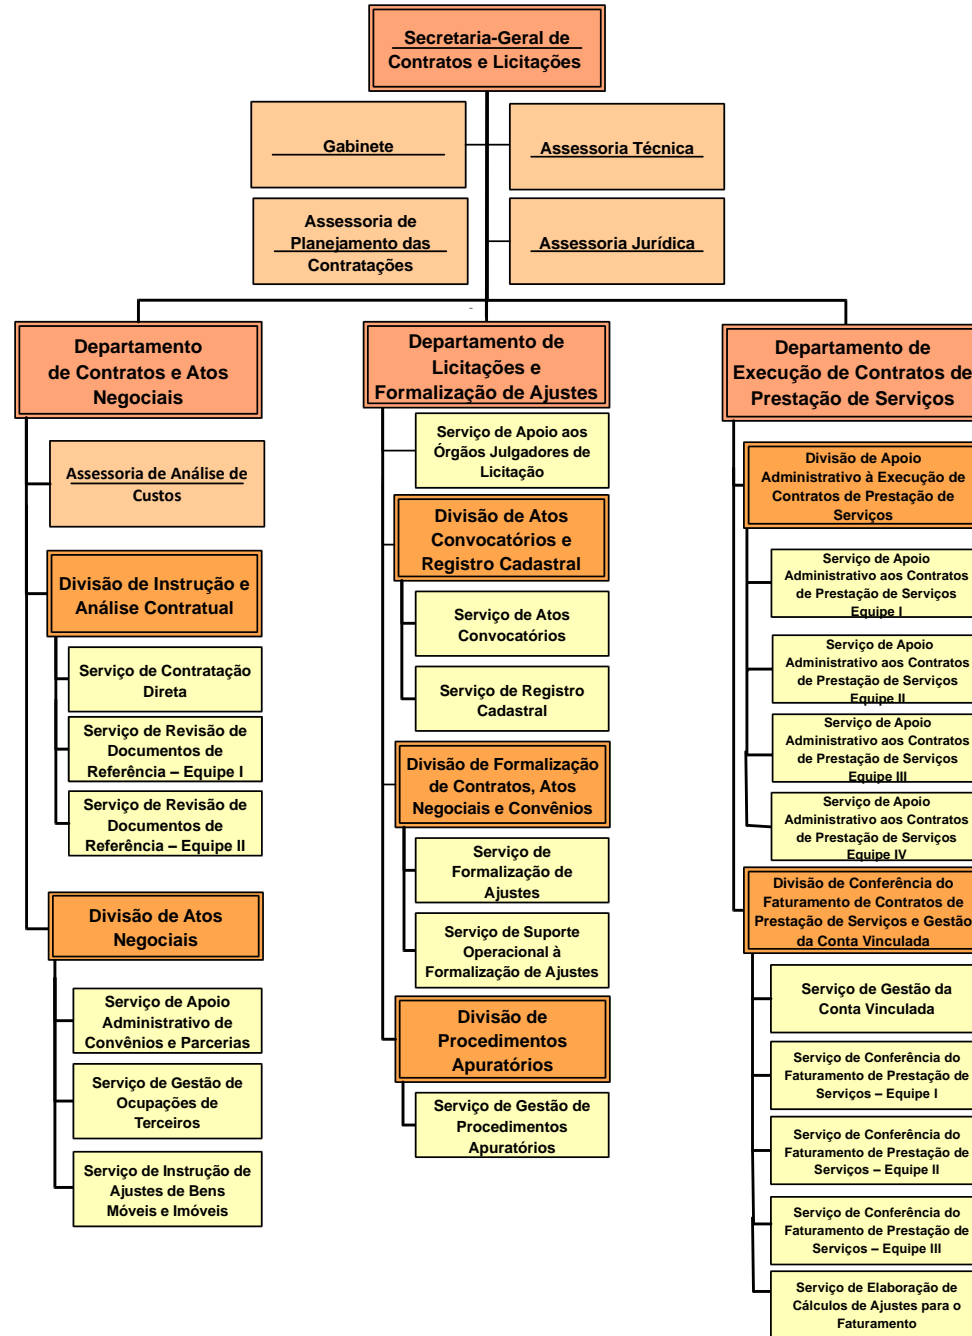 Secretaria-Geral de
Contratos e Licitações
Gabinete
Assessoria Técnica
Assessoria de
Planejamento das
Contratações
Assessoria Jurídica
Departamento
de Contratos e Atos
Negociais
Assessoria de Análise de
Custos
Divisão de Instrução e
Análise Contratual
Serviço de Contratação
Direta
Serviço de Revisão de
Documentos de
Referência – Equipe I
Serviço de Revisão de
Documentos de
Referência – Equipe II
Divisão de Atos
Negociais
Serviço de Apoio
Administrativo de
Convênios e Parcerias
Serviço de Gestão de
Ocupações de
Terceiros
Serviço de Instrução de
Ajustes de Bens
Móveis e Imóveis
Departamento de
Licitações e
Formalização de Ajustes
Serviço de Apoio aos
Órgãos Julgadores de
Licitação
Divisão de Atos
Convocatórios e
Registro Cadastral
Serviço de Atos
Convocatórios
Serviço de Registro
Cadastral
Divisão de Formalização
de Contratos, Atos
Negociais e Convênios
Serviço de
Formalização de
Ajustes
Serviço de Suporte
Operacional à
Formalização de Ajustes
Divisão de
Procedimentos
Apuratórios
Serviço de Gestão de
Procedimentos
Apuratórios
Departamento de
Execução de Contratos de
Prestação de Serviços
Divisão de Apoio
Administrativo à Execução de
Contratos de Prestação de
Serviços
Serviço de Apoio
Administrativo aos Contratos
de Prestação de Serviços
Equipe I
Serviço de Apoio
Administrativo aos Contratos
de Prestação de Serviços
Equipe II
Serviço de Apoio
Administrativo aos Contratos
de Prestação de Serviços
Equipe III
Serviço de Apoio
Administrativo aos Contratos
de Prestação de Serviços
Equipe IV
Divisão de Conferência do
Faturamento de Contratos de
Prestação de Serviços e Gestão
da Conta Vinculada
Serviço de Gestão da
Conta Vinculada
Serviço de Conferência do
Faturamento de Prestação de
Serviços – Equipe I
Serviço de Conferência do
Faturamento de Prestação de
Serviços – Equipe II
Serviço de Conferência do
Faturamento de Prestação de
Serviços – Equipe III
Serviço de Elaboração de
Cálculos de Ajustes para o
Faturamento